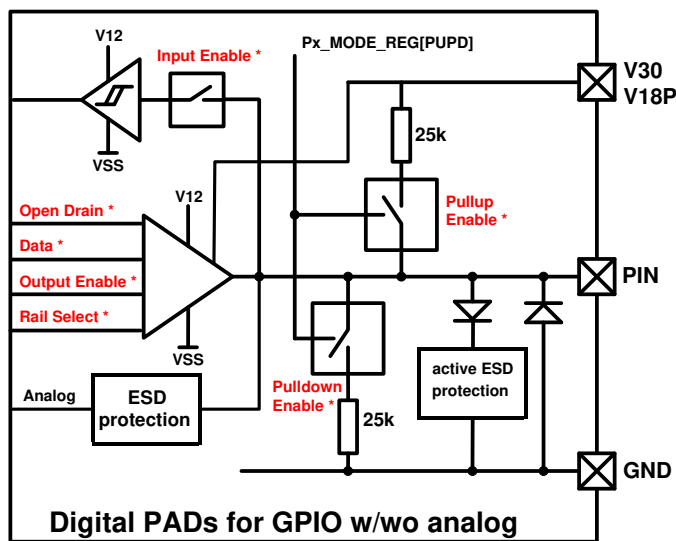 V12
Input Enable *
Px_MODE_REG[PUPD]
V30
V18P
25k
VSS
Pullup
Enable *
V12
Open Drain *
Data *
Output Enable *
Rail Select *
PIN
VSS
Analog
ESD
protection
Pulldown
Enable *
25k
active ESD
protection
GND
Digital PADs for GPIO w/wo analog